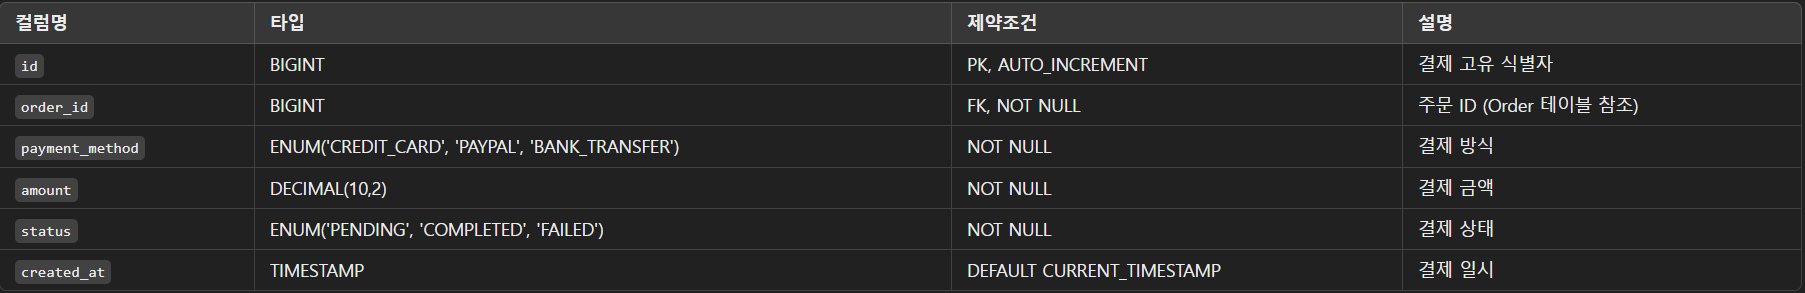 컬럼명 타입 제약조건 설명
id BIGINT PK, AUTO_INCREMENT 결제 고유 식별자
order_id BIGINT FK, NOT NULL 주문 ID (Order 테이블 참조)
payment_method ENUM('CREDIT_CARD', 'PAYPAL', 'BANK_TRANSFER') NOT NULL 결제 방식
amount DECIMAL(10,2) NOT NULL 결제 금액
status ENUM('PENDING', 'COMPLETED', 'FAILED') NOT NULL 결제 상태
created_at TIMESTAMP DEFAULT CURRENT_TIMESTAMP 결제 일시